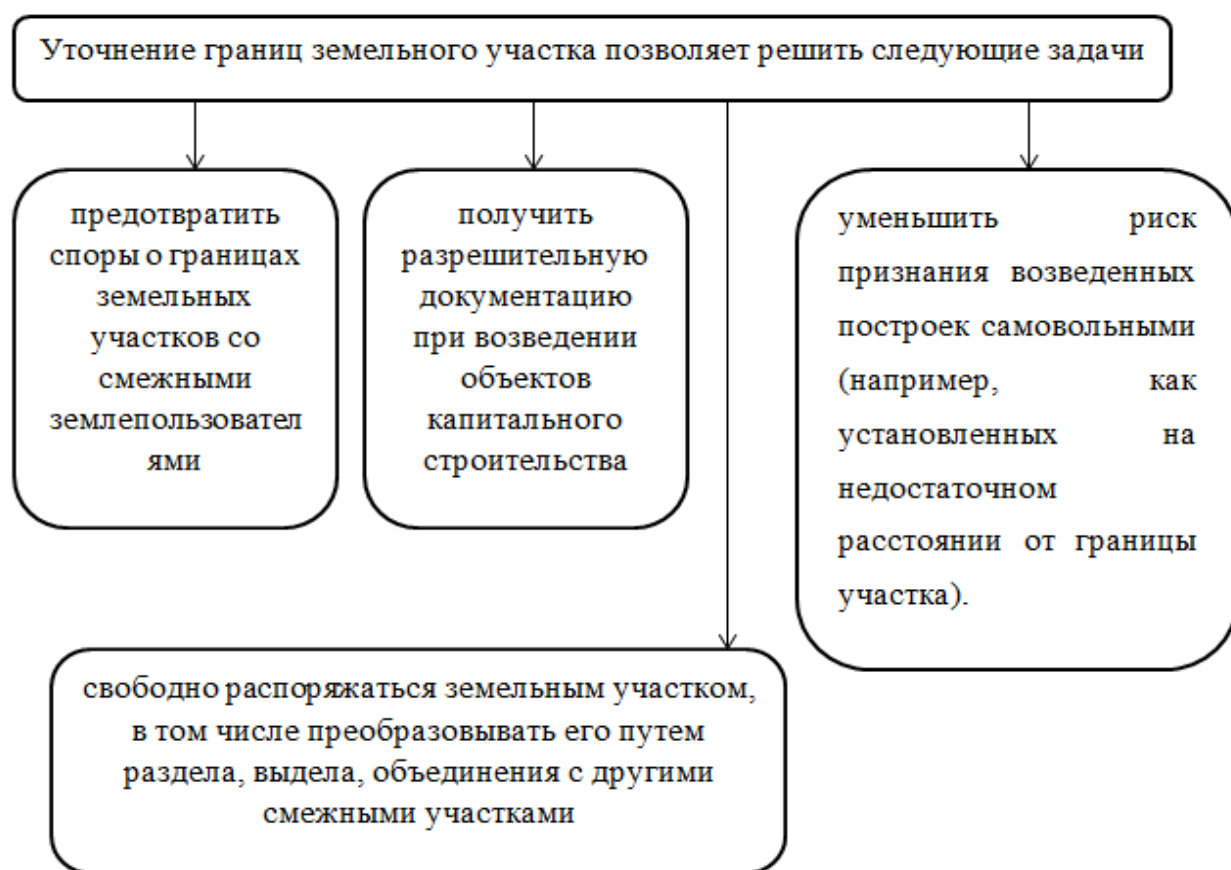 Уточнение границ земельного участка позволяет решить следующие задачи
предотвратить
споры о границах
земельных
участков со
смежными
землепользовател
ями
получить
разрешительную
документацию
при возведении
объектов
капитального
строительства
уменьшить риск
признания возведенных
построек самовольными
(например, как
установленных на
недостаточном
расстоянии от границы
участка).
свободно распоряжаться земельным участком,
в том числе преобразовывать его путем
раздела, выдела, объединения с другими
смежными участками